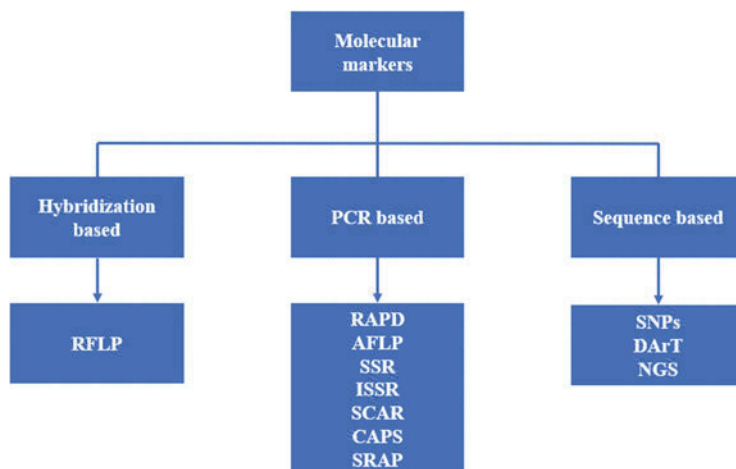 Molecular
markers
Hybridization
based
PCR based
Sequence based
RFLP
RAPD
AFLP
SSR
ISSR
SCAR
CAPS
SRAP
SNPs
DArT
NGS